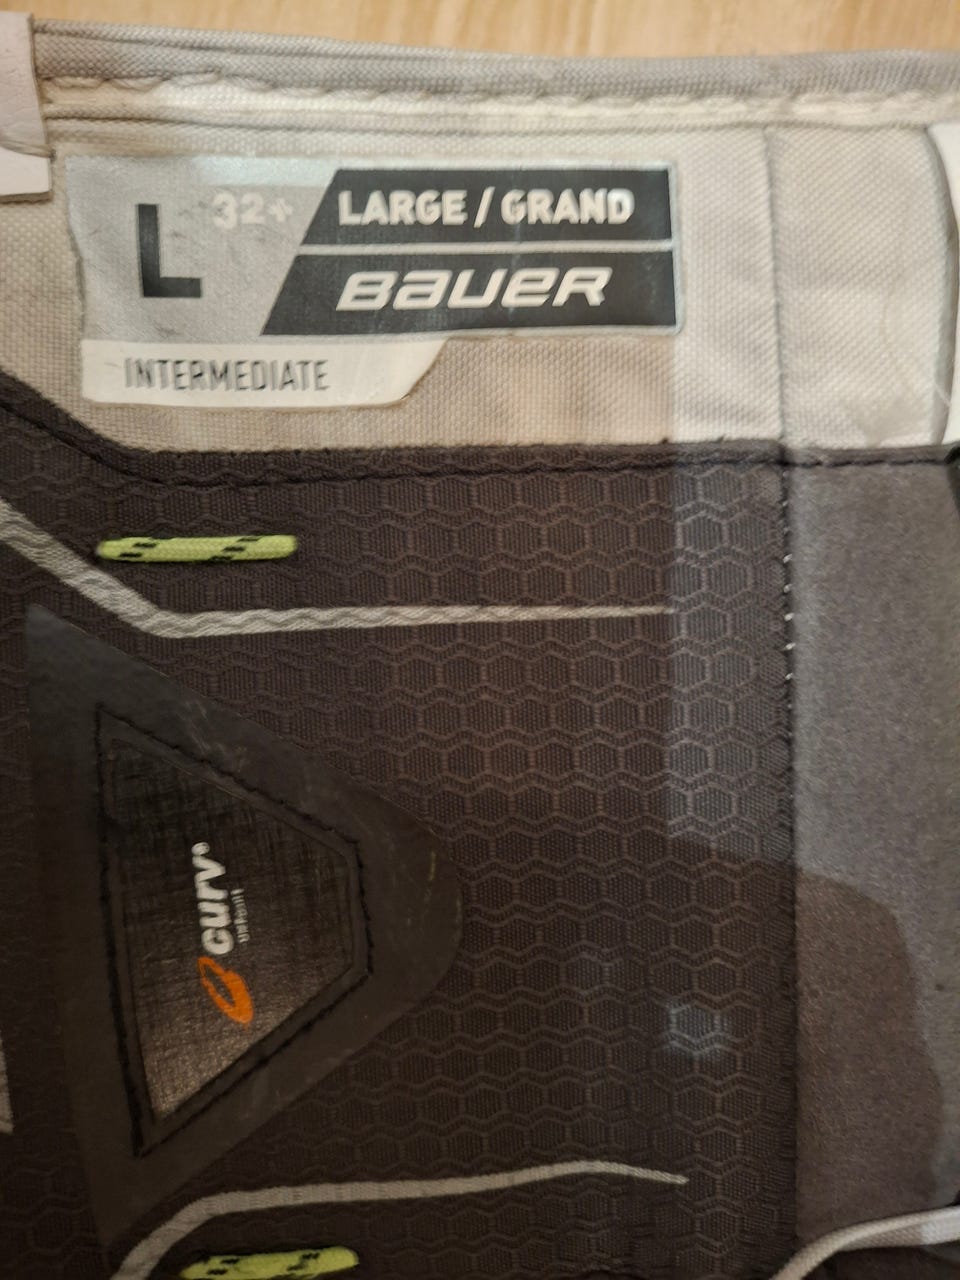 L 32+
LARGE / GRAND
BAUER
INTERMEDIATE
curv®